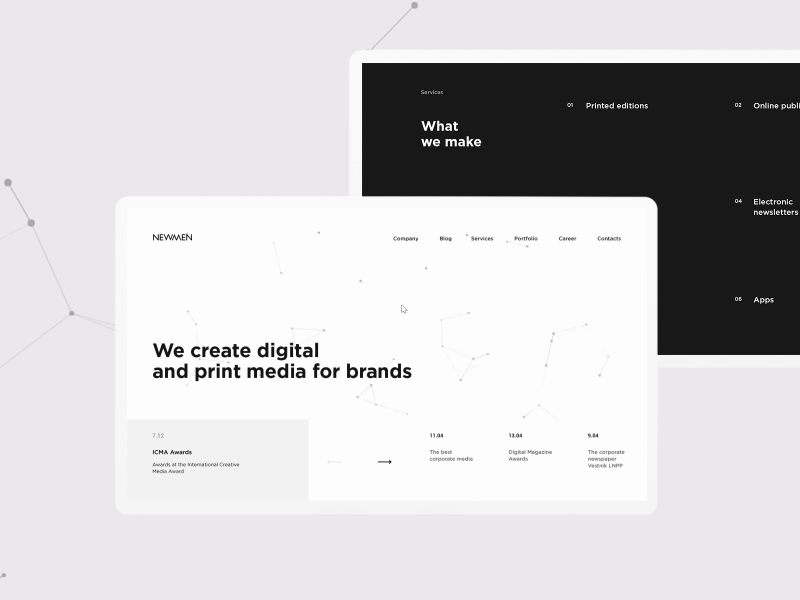 Services
What
we make
01 Printed editions
02 Online publi
04 Electronic
newsletters
06 Apps
NEWMEN
Company Blog Services Portfolio Career Contacts
We create digital
and print media for brands
7.12
ICMA Awards
Awards at the International Creative
Media Award
11.04
The best
corporate media
13.04
Digital Magazine
Awards
9.04
The corporate
newspaper
Vestnik LNPP